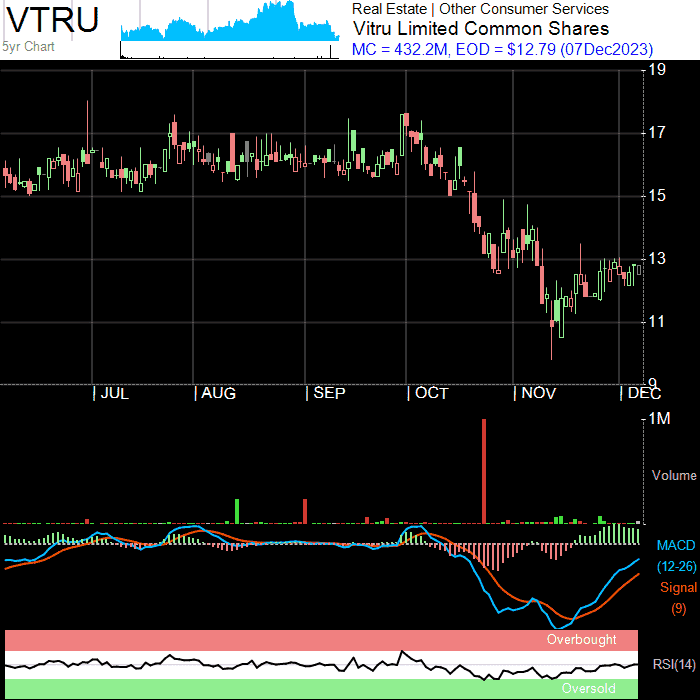 VTRU
5yr Chart
Real Estate | Other Consumer Services
Vitru Limited Common Shares
MC = 432.2M, EOD = $12.79 (07Dec2023)
19
17
15
13
11
9
JUL
AUG
SEP
OCT
NOV
DEC
1M
Volume
MACD
(12-26)
Signal
(9)
Overbought
RSI(14)
Oversold